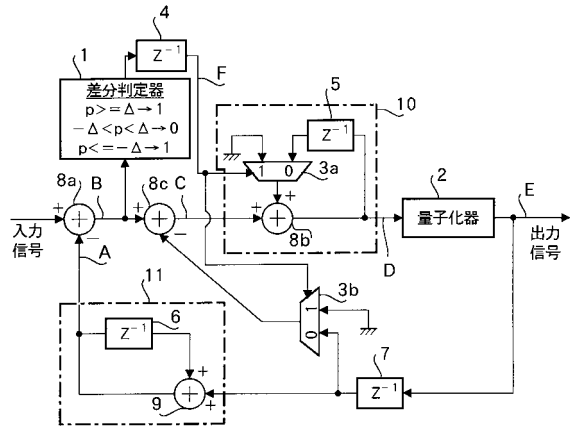 4
Z⁻¹
1
差分判定器
p>=Δ→1
−Δ<p<Δ→0
p<=−Δ→1
F
5
Z⁻¹
10
1 0
3a
8a
B
8c
C
+
+
+
+
8b
2
量子化器
E
入力
信号
−
−
D
出力
信号
A
11
3b
1
0
6
Z⁻¹
+
+
9
7
Z⁻¹